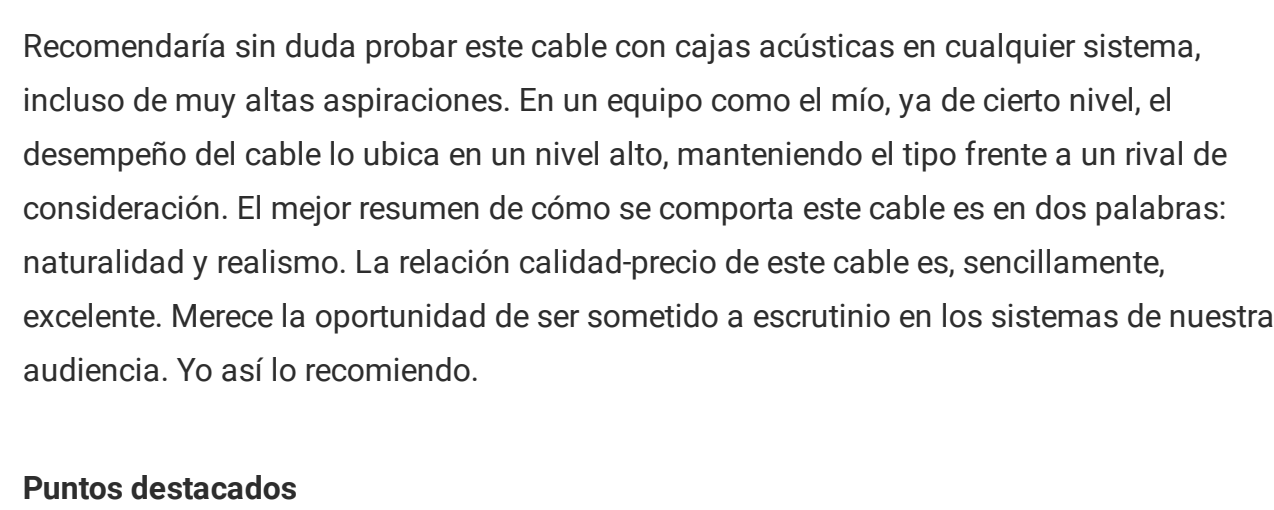 Recomendaría sin duda probar este cable con cajas acústicas en cualquier sistema,
incluso de muy altas aspiraciones. En un equipo como el mío, ya de cierto nivel, el
desempeño del cable lo ubica en un nivel alto, manteniendo el tipo frente a un rival de
consideración. El mejor resumen de cómo se comporta este cable es en dos palabras:
naturalidad y realismo. La relación calidad-precio de este cable es, sencillamente,
excelente. Merece la oportunidad de ser sometido a escrutinio en los sistemas de nuestra
audiencia. Yo así lo recomiendo.
Puntos destacados